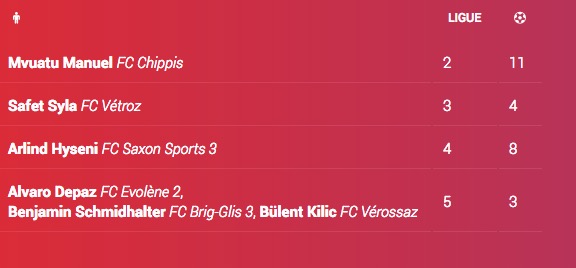 LIGUE
Mvuatu Manuel FC Chippis 2 11
Safet Syla FC Vétroz 3 4
Arlind Hyseni FC Saxon Sports 3 4 8
Alvaro Depaz FC Evolène 2,
Benjamin Schmidhalter FC Brig-Glis 3, Bülent Kilic FC Vérossaz 5 3